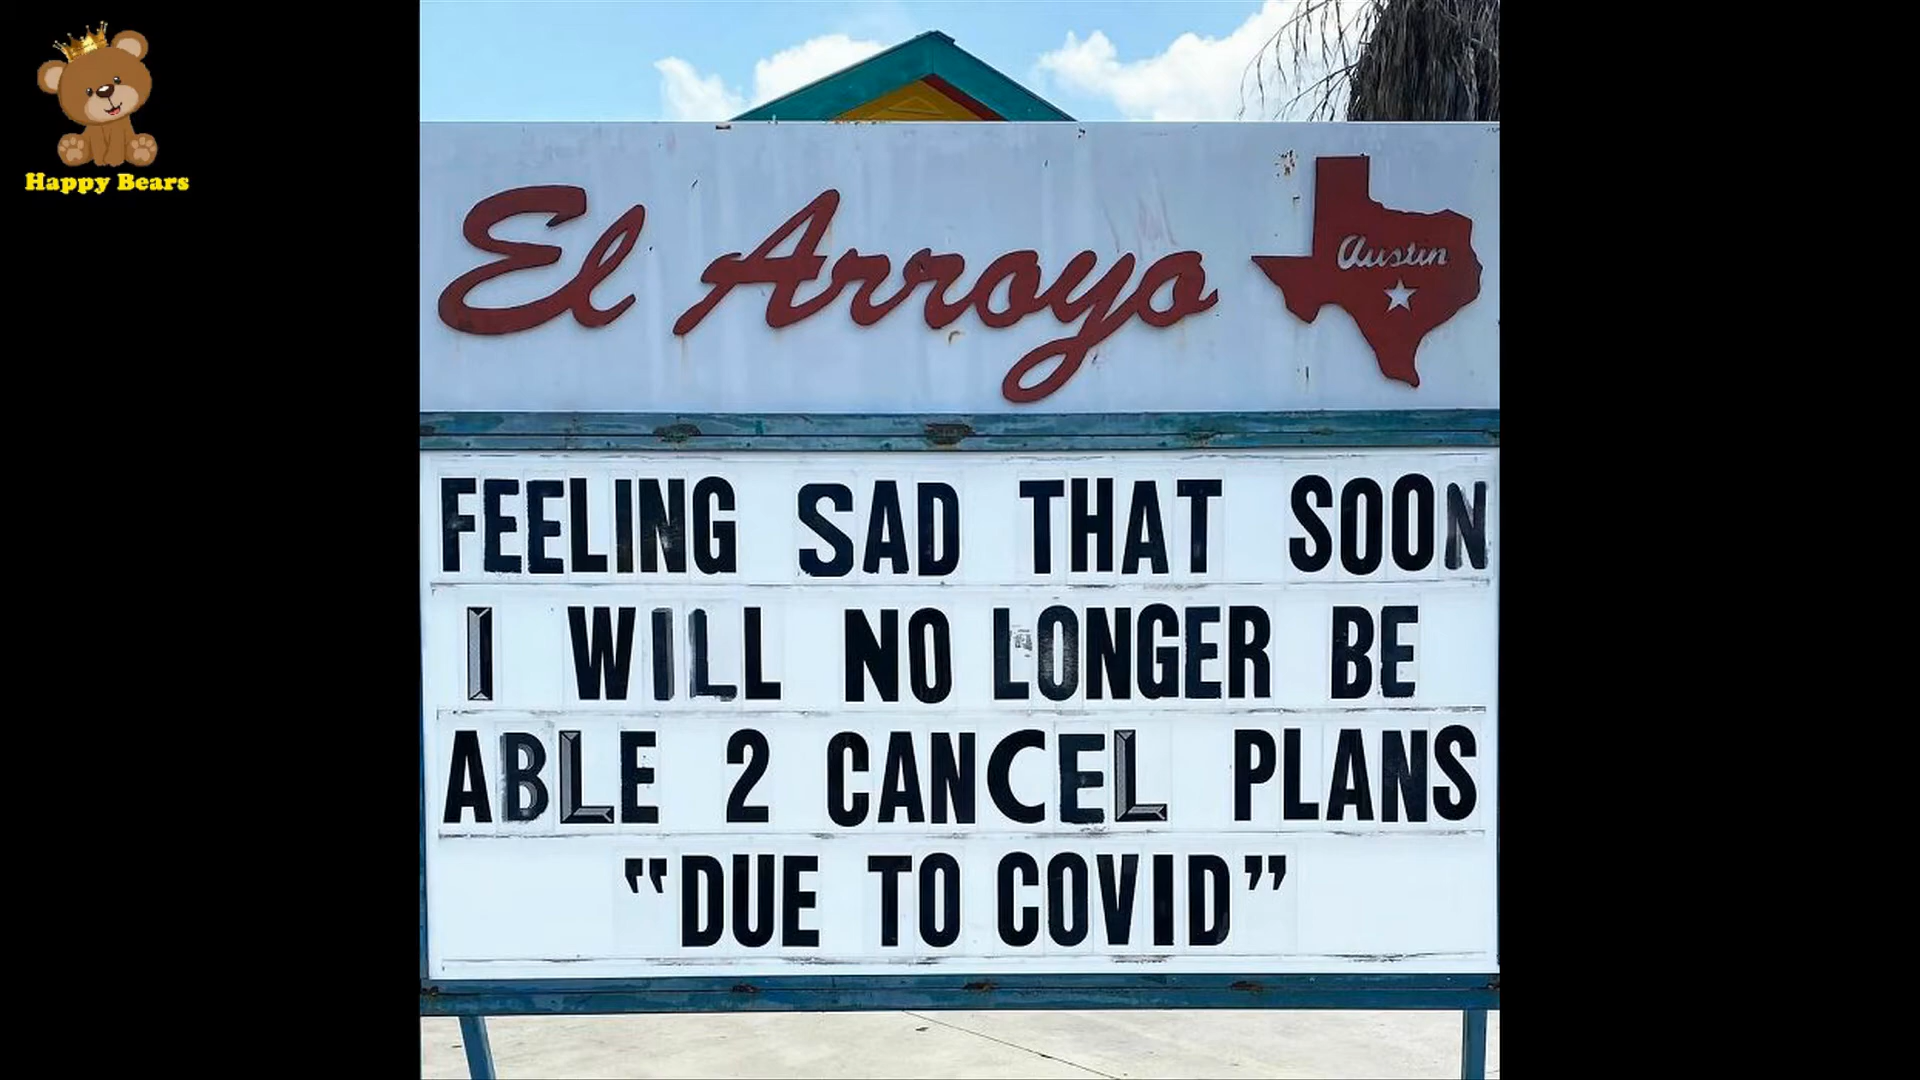 Happy Bears
El Arroyo
Austin
FEELING SAD THAT SOON
I WILL NO LONGER BE
ABLE 2 CANCEL PLANS
"DUE TO COVID"